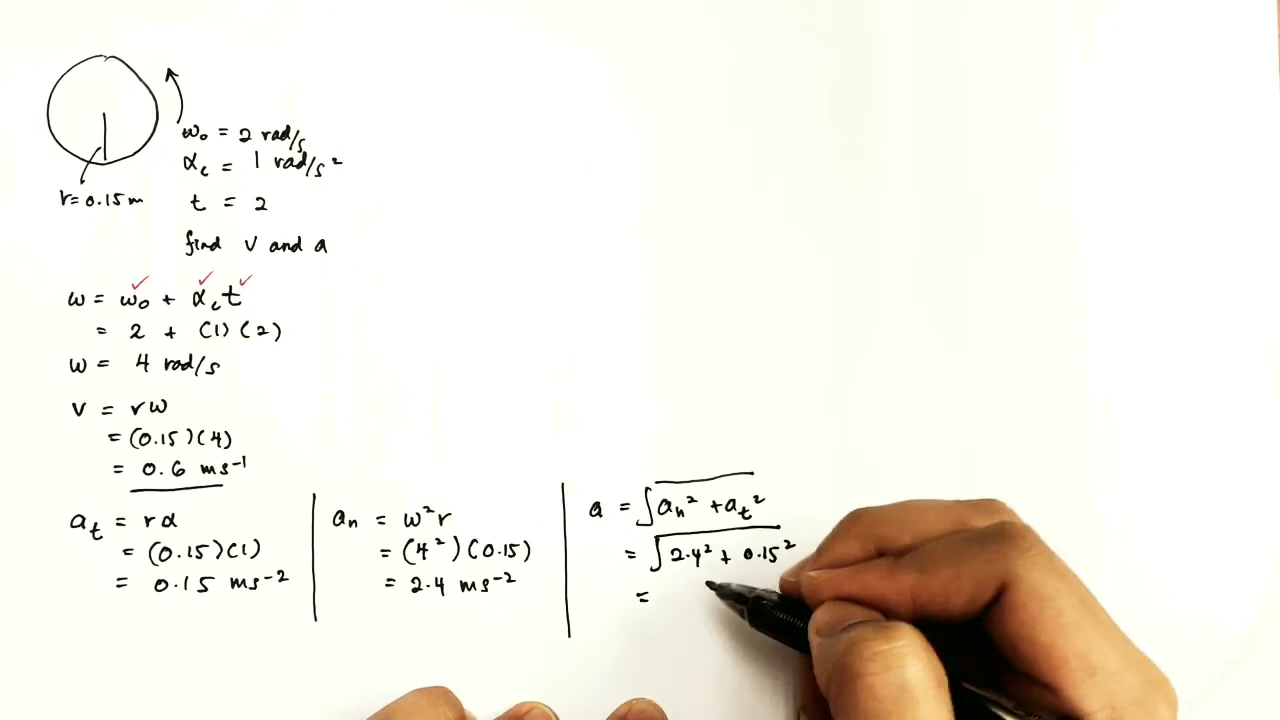 ω₀ = 2 rad/s
α꜀ = 1 rad/s²
r=0.15m
t = 2
find v and a
ω = ω₀ + α꜀t
= 2 + (1)(2)
ω = 4 rad/s
v = rω
= (0.15)(4)
= 0.6 ms⁻¹
aₜ = rα
= (0.15)(1)
= 0.15 ms⁻²
aₙ = ω²r
= (4²)(0.15)
= 2.4 ms⁻²
a = √aₙ² + aₜ²
= √2.4² + 0.15²
=